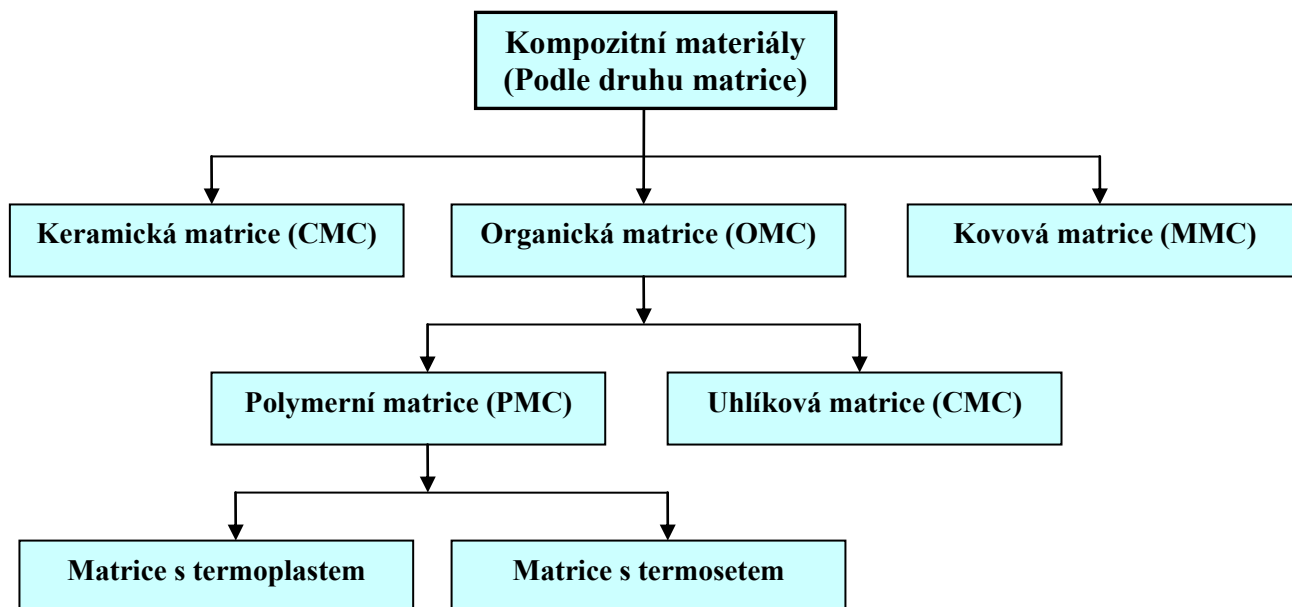 Kompozitní materiály
(Podle druhu matrice)
Keramická matrice (CMC)
Organická matrice (OMC)
Kovová matrice (MMC)
Polymerní matrice (PMC)
Uhlíková matrice (CMC)
Matrice s termoplastem
Matrice s termosetem